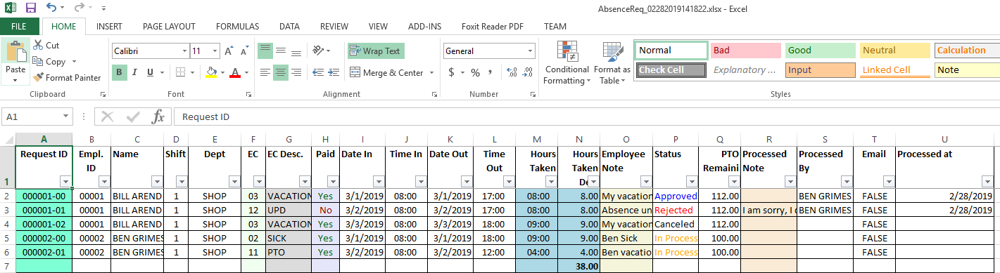 AbsenceReq_02282019141822.xlsx - Excel
FILE HOME INSERT PAGE LAYOUT FORMULAS DATA REVIEW VIEW ADD-INS Foxit Reader PDF TEAM
Paste
Cut
Copy
Format Painter
Clipboard
Calibri 11 A A
B I U A
Font
Wrap Text
Merge & Center
Alignment
General
$ % , .0 .00 .00 .0
Number
Conditional Formatting
Format as Table
Normal Bad Good Neutral Calculation
Check Cell Explanatory ... Input Linked Cell Note
Styles
A1 fx Request ID
A B C D E F G H I J K L M N O P Q R S T U
1 Request ID Empl. ID Name Shift Dept EC EC Desc. Paid Date In Time In Date Out Time Out Hours Taken Hours Taken De Employee Note Status PTO Remaini Processed Note Processed By Email Processed at
2 000001-00 00001 BILL AREND 1 SHOP 03 VACATION Yes 3/1/2019 08:00 3/1/2019 17:00 08:00 8.00 My vacation Approved 112.00 BEN GRIMES FALSE 2/28/2019
3 000001-01 00001 BILL AREND 1 SHOP 12 UPD No 3/2/2019 08:00 3/2/2019 17:00 08:00 8.00 Absence un Rejected 112.00 I am sorry, I c BEN GRIMES FALSE 2/28/2019
4 000001-02 00001 BILL AREND 1 SHOP 03 VACATION Yes 3/3/2019 08:00 3/3/2019 18:00 09:00 9.00 My vacation Canceled 112.00 FALSE
5 000002-00 00002 BEN GRIMES 1 SHOP 02 SICK Yes 3/1/2019 08:00 3/1/2019 18:00 09:00 9.00 Ben Sick In Process 100.00 FALSE
6 000002-01 00002 BEN GRIMES 1 SHOP 11 PTO Yes 3/2/2019 08:00 3/2/2019 12:00 04:00 4.00 Ben vacatio In Process 100.00 FALSE
7 38.00